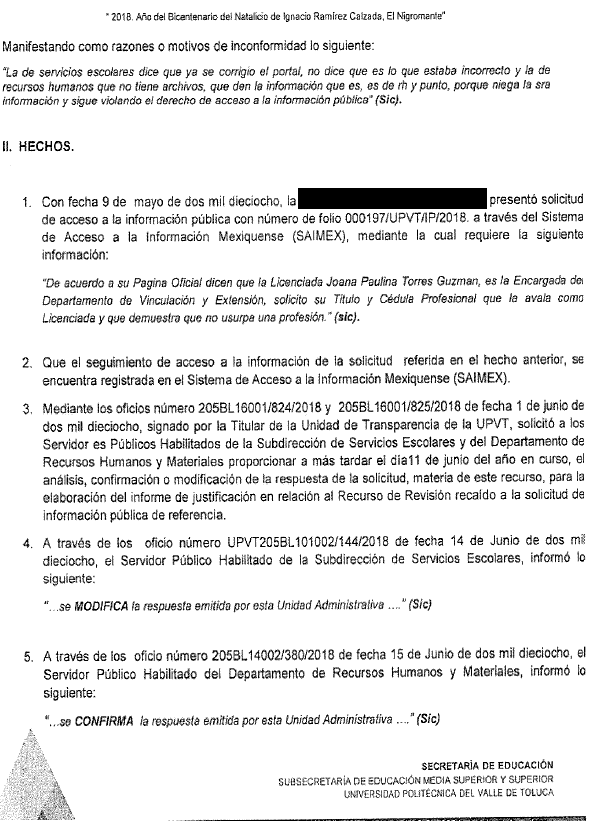 " 2018. Año del Bicentenario del Natalicio de Ignacio Ramírez Calzada, El Nigromante"
Manifestando como razones o motivos de inconformidad lo siguiente:
"La de servicios escolares dice que ya se corrigio el portal, no dice que es lo que estaba incorrecto y la de
recursos humanos que no tiene archivos, que den la información que es, es de rh y punto, porque niega la sra
información y sigue violando el derecho de acceso a la información pública" (Sic).
II. HECHOS.
1. Con fecha 9 de mayo de dos mil dieciocho, la presentó solicitud
de acceso a la información pública con número de folio 000197/UPVT/IP/2018. a través del Sistema
de Acceso a la Información Mexiquense (SAIMEX), mediante la cual requiere la siguiente
información:
"De acuerdo a su Pagina Oficial dicen que la Licenciada Joana Paulina Torres Guzman, es la Encargada del
Departamento de Vinculación y Extensión, solicito su Título y Cédula Profesional que la avala como
Licenciada y que demuestra que no usurpa una profesión." (sic).
2. Que el seguimiento de acceso a la información de la solicitud referida en el hecho anterior, se
encuentra registrada en el Sistema de Acceso a la Información Mexiquense (SAIMEX).
3. Mediante los oficios número 205BL16001/824/2018 y 205BL16001/825/2018 de fecha 1 de junio de
dos mil dieciocho, signado por la Titular de la Unidad de Transparencia de la UPVT, solicitó a los
Servidor es Públicos Habilitados de la Subdirección de Servicios Escolares y del Departamento de
Recursos Humanos y Materiales proporcionar a más tardar el dia11 de junio del año en curso, el
análisis, confirmación o modificación de la respuesta de la solicitud, materia de este recurso, para la
elaboración del informe de justificación en relación al Recurso de Revisión recaído a la solicitud de
información pública de referencia.
4. A través de los oficio número UPVT205BL101002/144/2018 de fecha 14 de Junio de dos mil
dieciocho, el Servidor Público Habilitado de la Subdirección de Servicios Escolares, informó lo
siguiente:
"...se MODIFICA la respuesta emitida por esta Unidad Administrativa ...." (Sic)
5. A través de los oficio número 205BL14002/380/2018 de fecha 15 de Junio de dos mil dieciocho, el
Servidor Público Habilitado del Departamento de Recursos Humanos y Materiales, informó lo
siguiente:
"...se CONFIRMA la respuesta emitida por esta Unidad Administrativa ...." (Sic)
SECRETARÍA DE EDUCACIÓN
SUBSECRETARÍA DE EDUCACIÓN MEDIA SUPERIOR Y SUPERIOR
UNIVERSIDAD POLITÉCNICA DEL VALLE DE TOLUCA